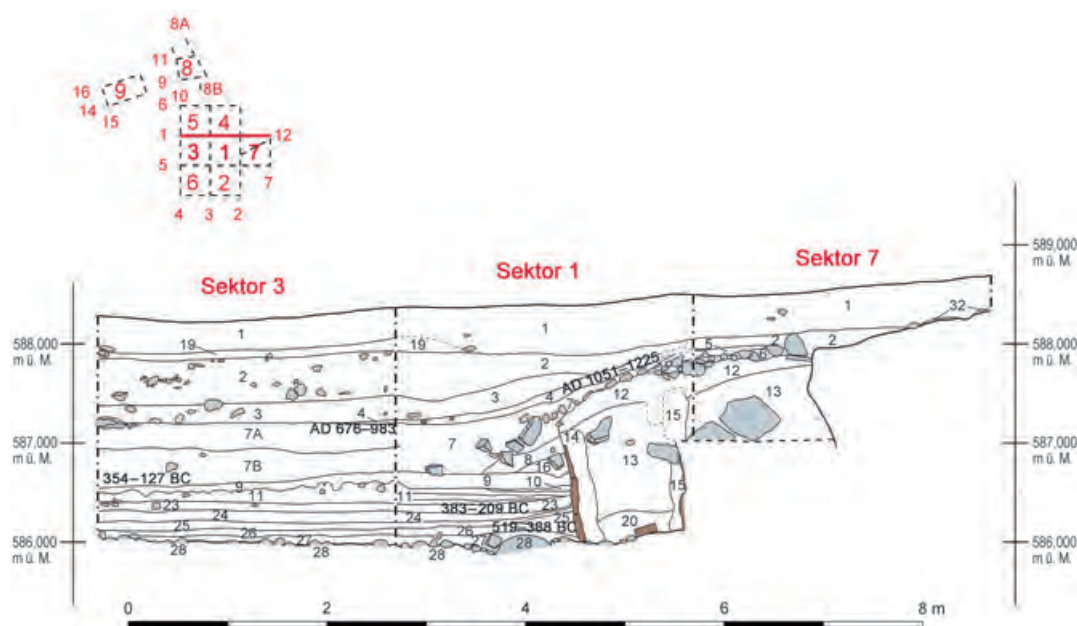 8A
11 8
9
16 9 10 8B
14 6
15
5 4
1 12
3 1 7
5
6 2 7
4 3 2
589,000
m ü. M.
Sektor 3 Sektor 1 Sektor 7
588,000
m ü. M.
588,000
m ü. M.
587,000
m ü. M.
587,000
m ü. M.
586,000
m ü. M.
586,000
m ü. M.
1 1 1 32
19 19 2 5 2 2
2 3 4 AD 1051–1225 12 12
3 4 15 13
7A AD 676–983 7 14
7B 8 13
354–127 BC 16
9 9 10 15
11 11 383–209 BC 23
23
24 24 25 20
25 519–388 BC
26 26
27 27
28 28 28 28
0 2 4 6 8 m